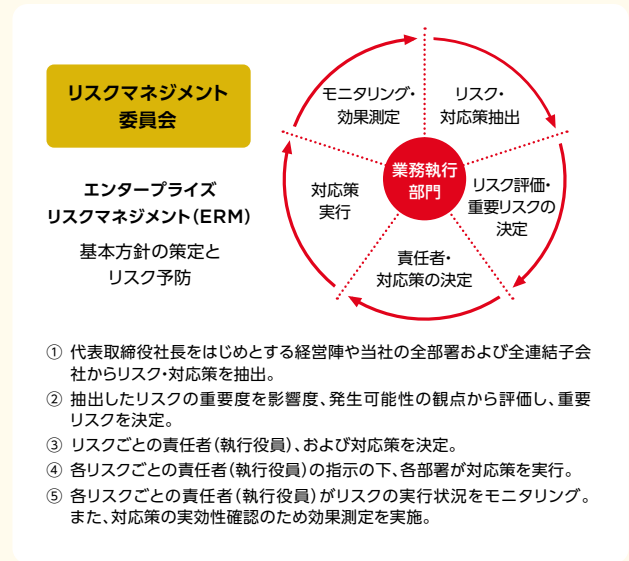 リスクマネジメント
委員会
エンタープライズ
リスクマネジメント（ERM）
基本方針の策定と
リスク予防
モニタリング・
効果測定
リスク・
対応策抽出
業務執行
部門
対応策
実行
リスク評価・
重要リスクの
決定
責任者・
対応策の決定
① 代表取締役社長をはじめとする経営陣や当社の全部署および全連結子会
社からリスク・対応策を抽出。
② 抽出したリスクの重要度を影響度、発生可能性の観点から評価し、重要
リスクを決定。
③ リスクごとの責任者（執行役員）、および対応策を決定。
④ 各リスクごとの責任者（執行役員）の指示の下、各部署が対応策を実行。
⑤ 各リスクごとの責任者（執行役員）がリスクの実行状況をモニタリング。
また、対応策の実効性確認のため効果測定を実施。